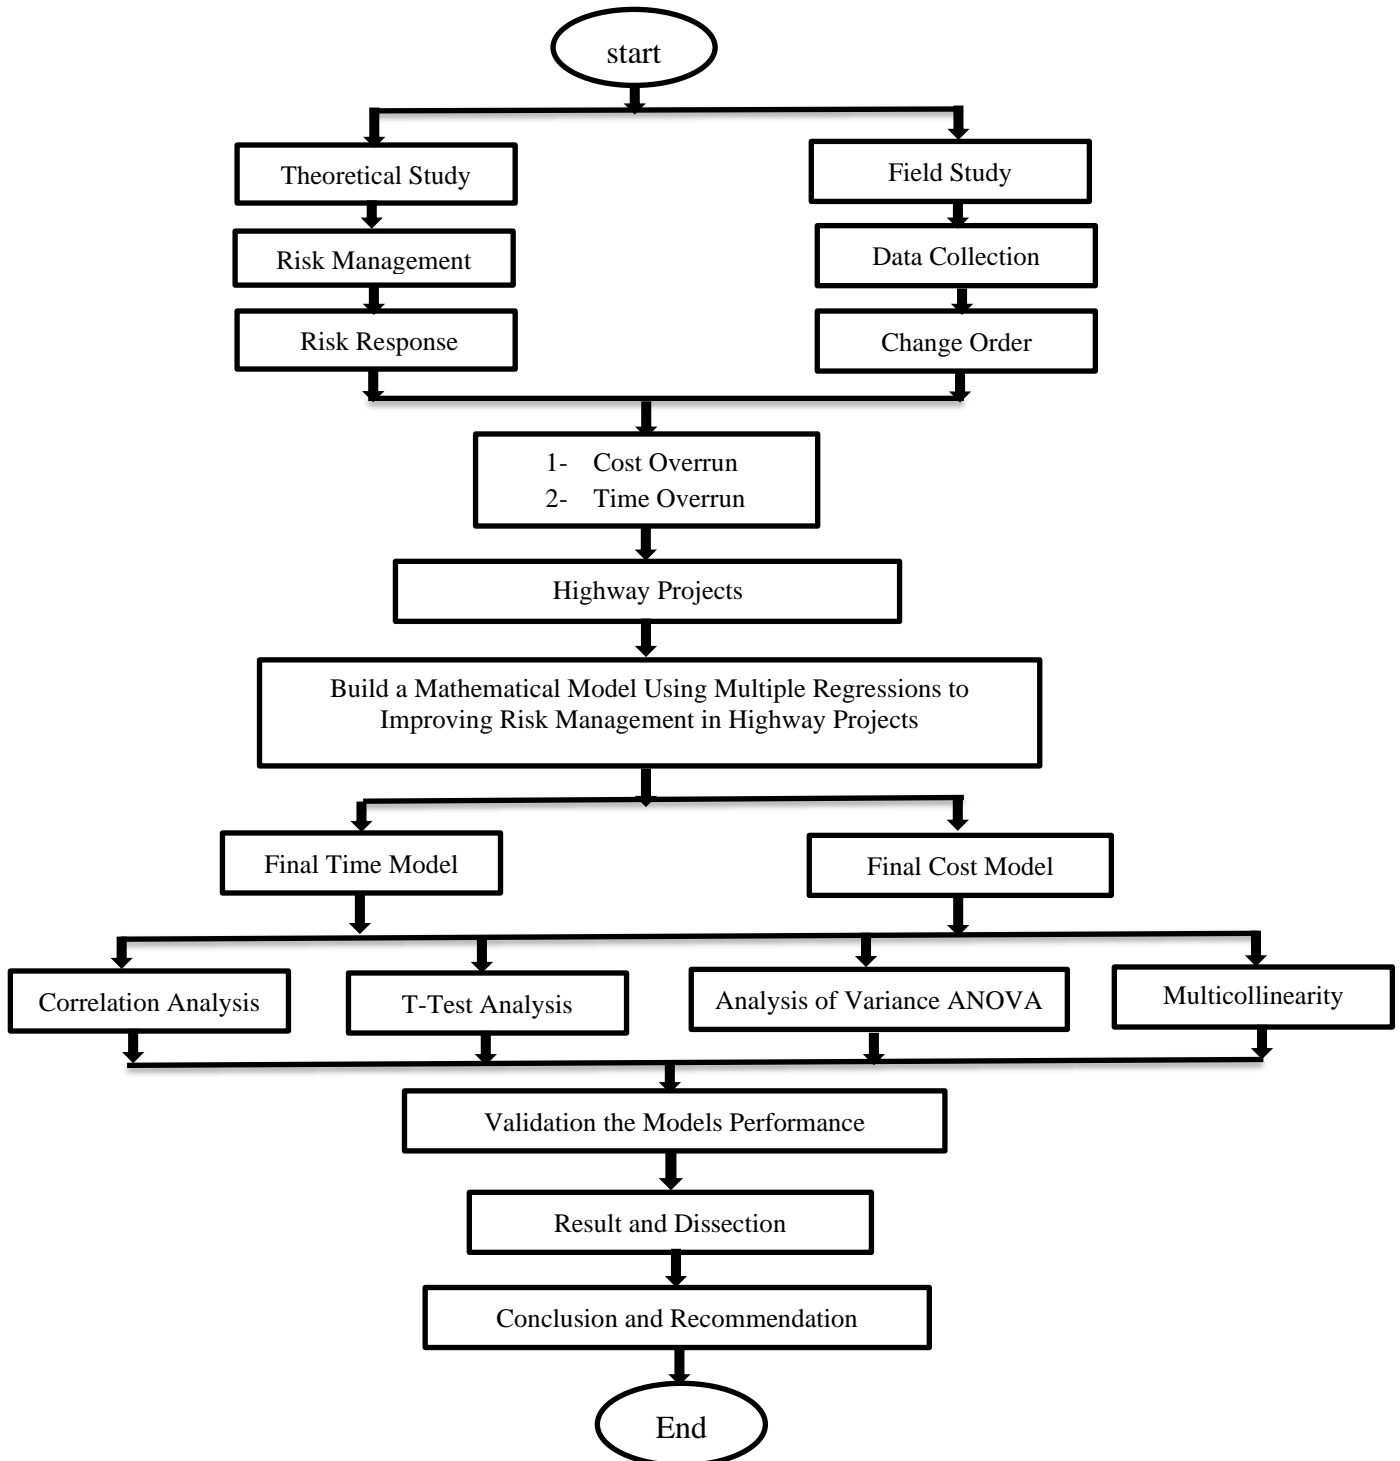 start
Theoretical Study
Field Study
Risk Management
Data Collection
Risk Response
Change Order
1- Cost Overrun
2- Time Overrun
Highway Projects
Build a Mathematical Model Using Multiple Regressions to
Improving Risk Management in Highway Projects
Final Time Model
Final Cost Model
Correlation Analysis
T-Test Analysis
Analysis of Variance ANOVA
Multicollinearity
Validation the Models Performance
Result and Dissection
Conclusion and Recommendation
End